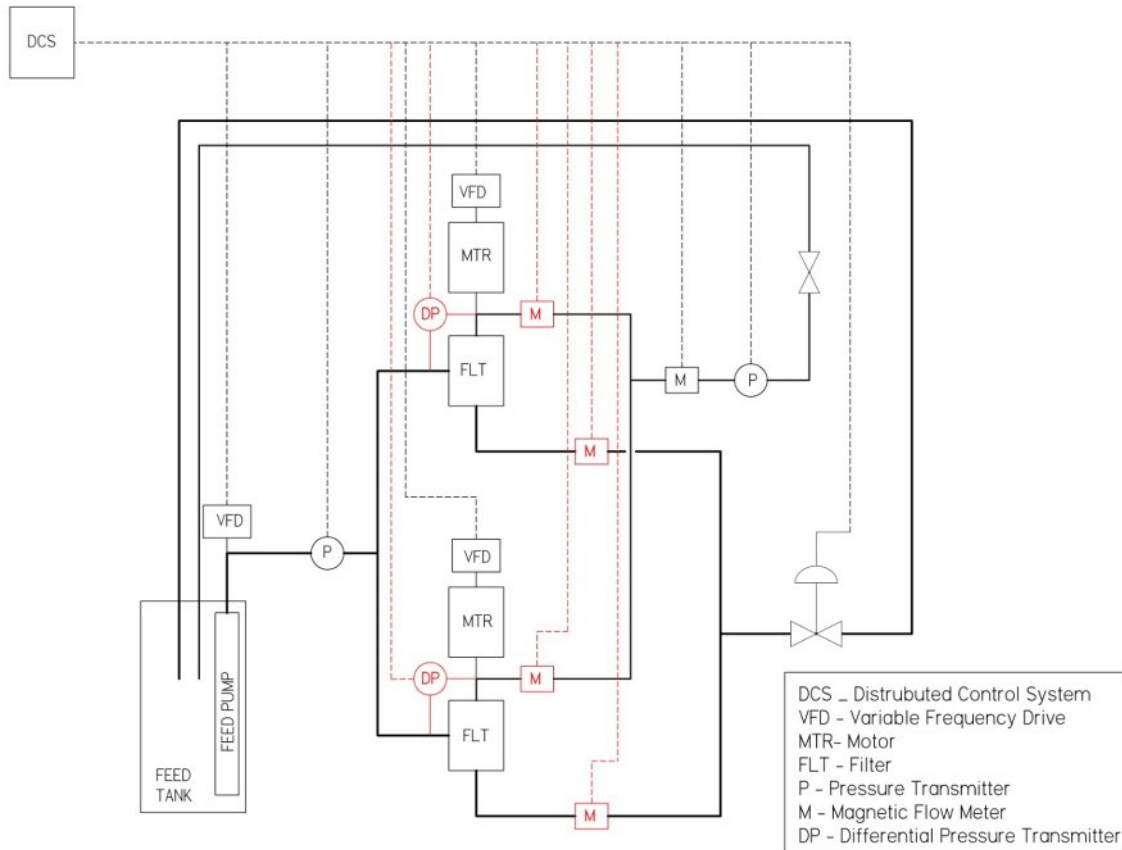 DCS
VFD
MTR
DP
M
FLT
M
P
M
VFD
P
VFD
MTR
DP
M
FLT
FEED PUMP
FEED
TANK
M
DCS _ Distrubuted Control System
VFD - Variable Frequency Drive
MTR- Motor
FLT - Filter
P - Pressure Transmitter
M - Magnetic Flow Meter
DP - Differential Pressure Transmitter